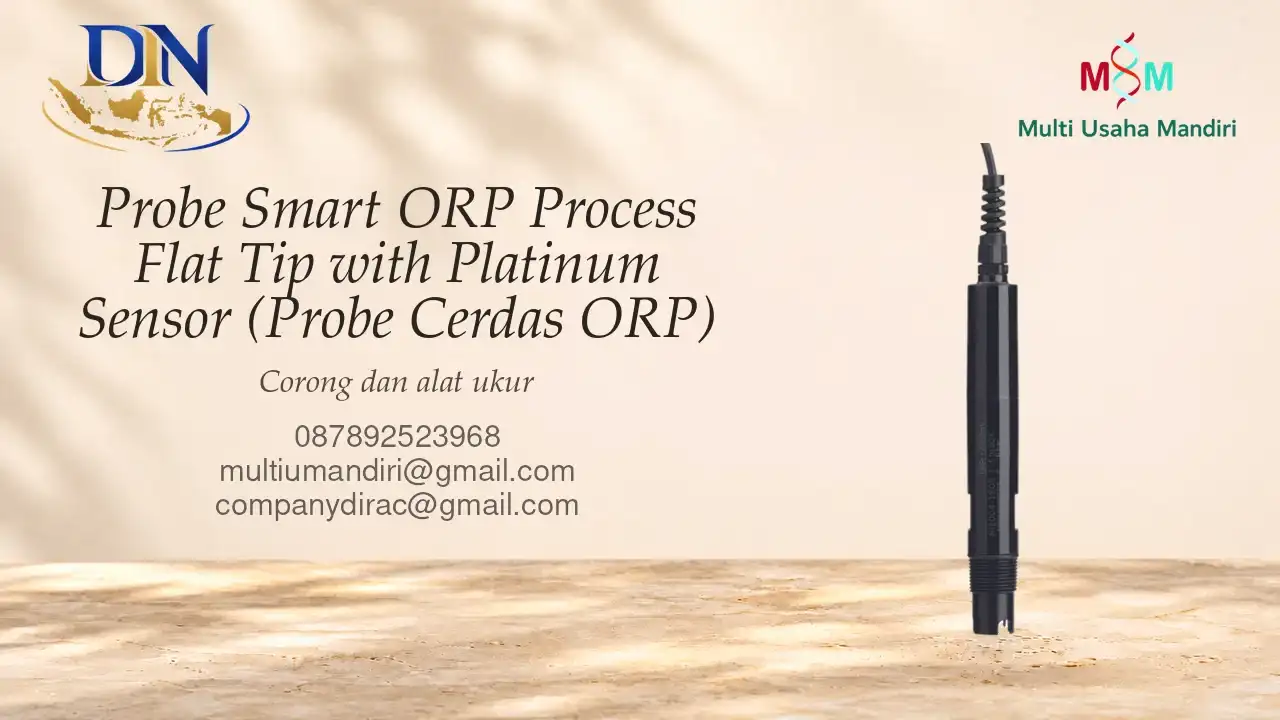 DIN
M M
Multi Usaha Mandiri
Probe Smart ORP Process
Flat Tip with Platinum
Sensor (Probe Cerdas ORP)
Corong dan alat ukur
087892523968
multiumandiri@gmail.com
companydirac@gmail.com